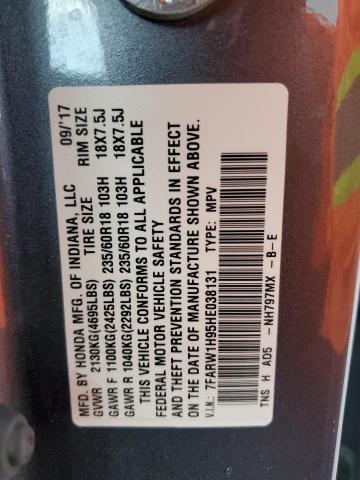 MFD. BY HONDA MFG. OF INDIANA, LLC 09/'17
GVWR 2130KG(4695LBS) TIRE SIZE RIM SIZE
GAWR F 1100KG(2425LBS) 235/60R18 103H 18X7.5J
GAWR R 1040KG(2292LBS) 235/60R18 103H 18X7.5J
THIS VEHICLE CONFORMS TO ALL APPLICABLE
FEDERAL MOTOR VEHICLE SAFETY
AND THEFT PREVENTION STANDARDS IN EFFECT
ON THE DATE OF MANUFACTURE SHOWN ABOVE.
V.I.N.: 7FARW1H95HE038131 TYPE: MPV
TNS H AD5 -NH797MX -B-E